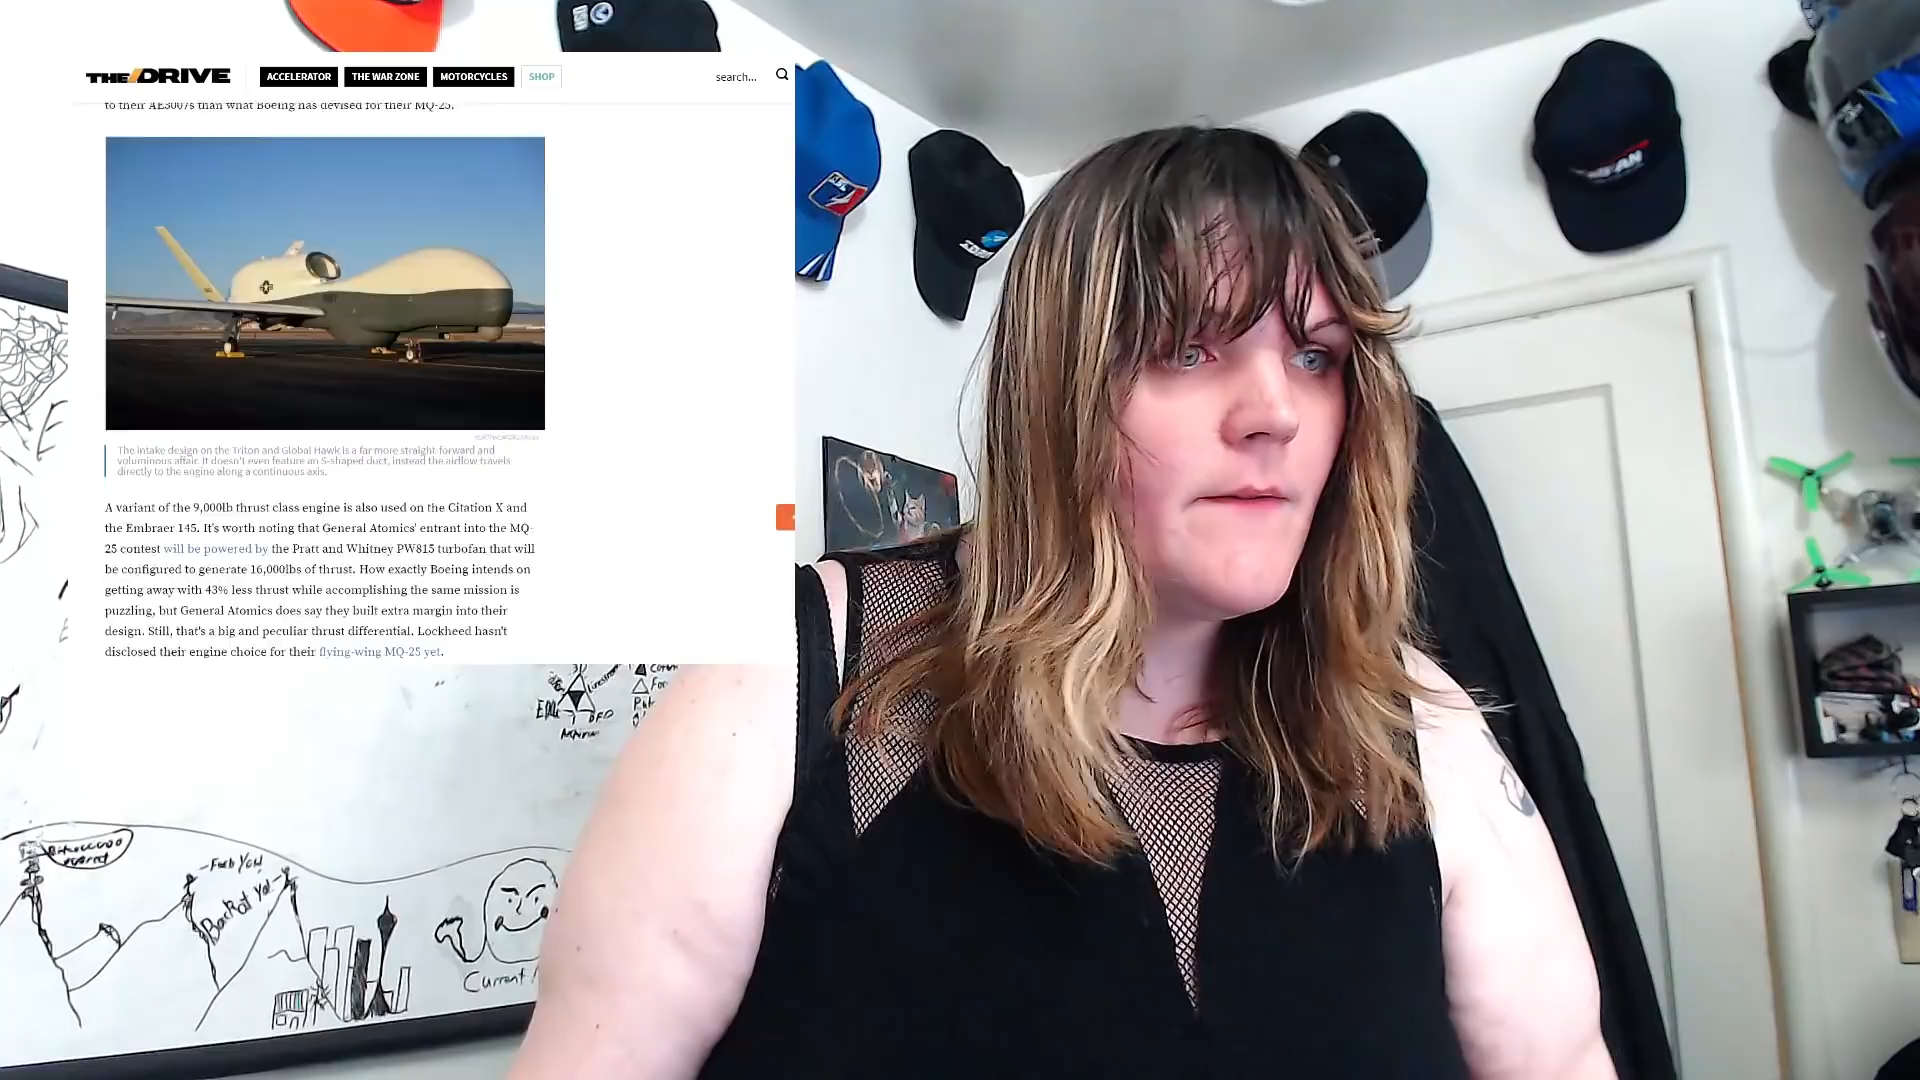 THE/DRIVE
ACCELERATOR
THE WAR ZONE
MOTORCYCLES
SHOP
search...
to their AE3007s than what Boeing has devised for their MQ-25.
The intake design on the Triton and Global Hawk is a far more straight-forward and
voluminous affair. It doesn't even feature an S-shaped duct, instead the airflow travels
directly to the engine along a continuous axis.
A variant of the 9,000lb thrust class engine is also used on the Citation X and
the Embraer 145. It's worth noting that General Atomics' entrant into the MQ-
25 contest will be powered by the Pratt and Whitney PW815 turbofan that will
be configured to generate 16,000lbs of thrust. How exactly Boeing intends on
getting away with 43% less thrust while accomplishing the same mission is
puzzling, but General Atomics does say they built extra margin into their
design. Still, that's a big and peculiar thrust differential. Lockheed hasn't
disclosed their engine choice for their flying-wing MQ-25 yet.
Back at Ya!
Current